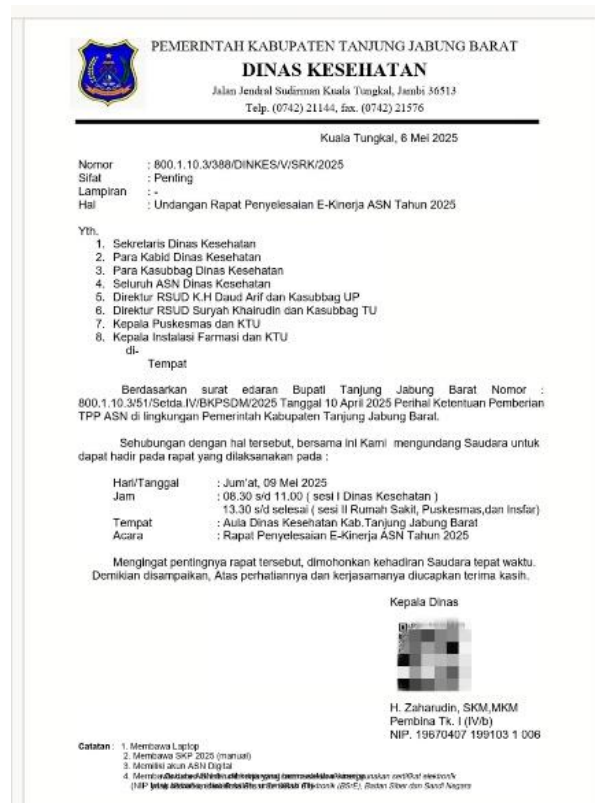 PEMERINTAH KABUPATEN TANJUNG JABUNG BARAT
DINAS KESEHATAN
Jalan Jendral Sudirman Kuala Tungkal, Jambi 36513
Telp. (0742) 21144, fax. (0742) 21576
Kuala Tungkal, 6 Mei 2025
Nomor : 800.1.10.3/388/DINKES/V/SRK/2025
Sifat : Penting
Lampiran : -
Hal : Undangan Rapat Penyelesaian E-Kinerja ASN Tahun 2025
Yth.
1. Sekretaris Dinas Kesehatan
2. Para Kabid Dinas Kesehatan
3. Para Kasubbag Dinas Kesehatan
4. Seluruh ASN Dinas Kesehatan
5. Direktur RSUD K.H Daud Arif dan Kasubbag UP
6. Direktur RSUD Suryah Khairudin dan Kasubbag TU
7. Kepala Puskesmas dan KTU
8. Kepala Instalasi Farmasi dan KTU
di-
Tempat
Berdasarkan surat edaran Bupati Tanjung Jabung Barat Nomor :
800.1.10.3/51/Setda.IV/BKPSDM/2025 Tanggal 10 April 2025 Perihal Ketentuan Pemberian
TPP ASN di lingkungan Pemerintah Kabupaten Tanjung Jabung Barat.
Sehubungan dengan hal tersebut, bersama ini Kami mengundang Saudara untuk
dapat hadir pada rapat yang dilaksanakan pada :
Hari/Tanggal : Jum'at, 09 Mei 2025
Jam : 08.30 s/d 11.00 ( sesi I Dinas Kesehatan )
13.30 s/d selesai ( sesi II Rumah Sakit, Puskesmas,dan Insfar)
Tempat : Aula Dinas Kesehatan Kab.Tanjung Jabung Barat
Acara : Rapat Penyelesaian E-Kinerja ASN Tahun 2025
Mengingat pentingnya rapat tersebut, dimohonkan kehadiran Saudara tepat waktu.
Demikian disampaikan, Atas perhatiannya dan kerjasamanya diucapkan terima kasih.
Kepala Dinas
H. Zaharudin, SKM,MKM
Pembina Tk. I (IV/b)
NIP. 19670407 199103 1 006
Catatan : 1. Membawa Laptop
2. Membawa SKP 2025 (manual)
3. Memiliki akun ASN Digital
4. menggunakan sertifikat elektronik
(NIP Elektronik (BSrE), Badan Siber dan Sandi Negara